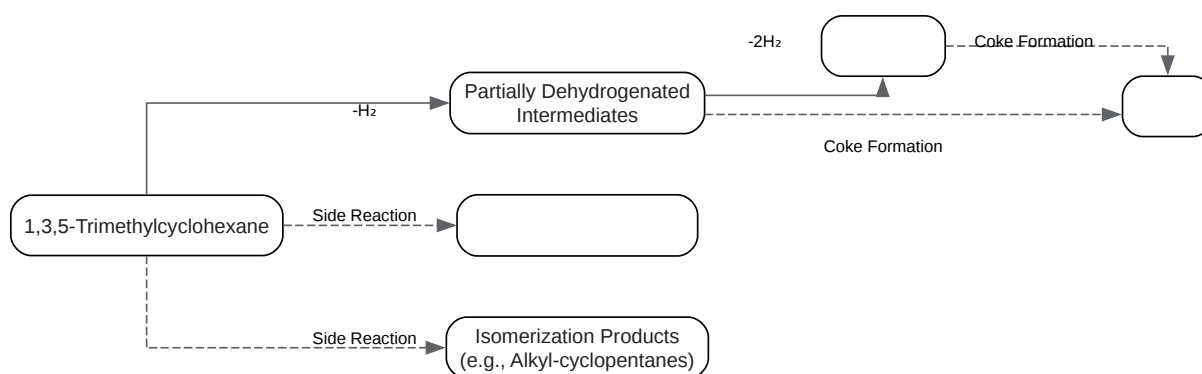 -2H₂
Coke Formation
Partially Dehydrogenated
Intermediates
-H₂
Coke Formation
1,3,5-Trimethylcyclohexane
Side Reaction
Side Reaction
Isomerization Products
(e.g., Alkyl-cyclopentanes)